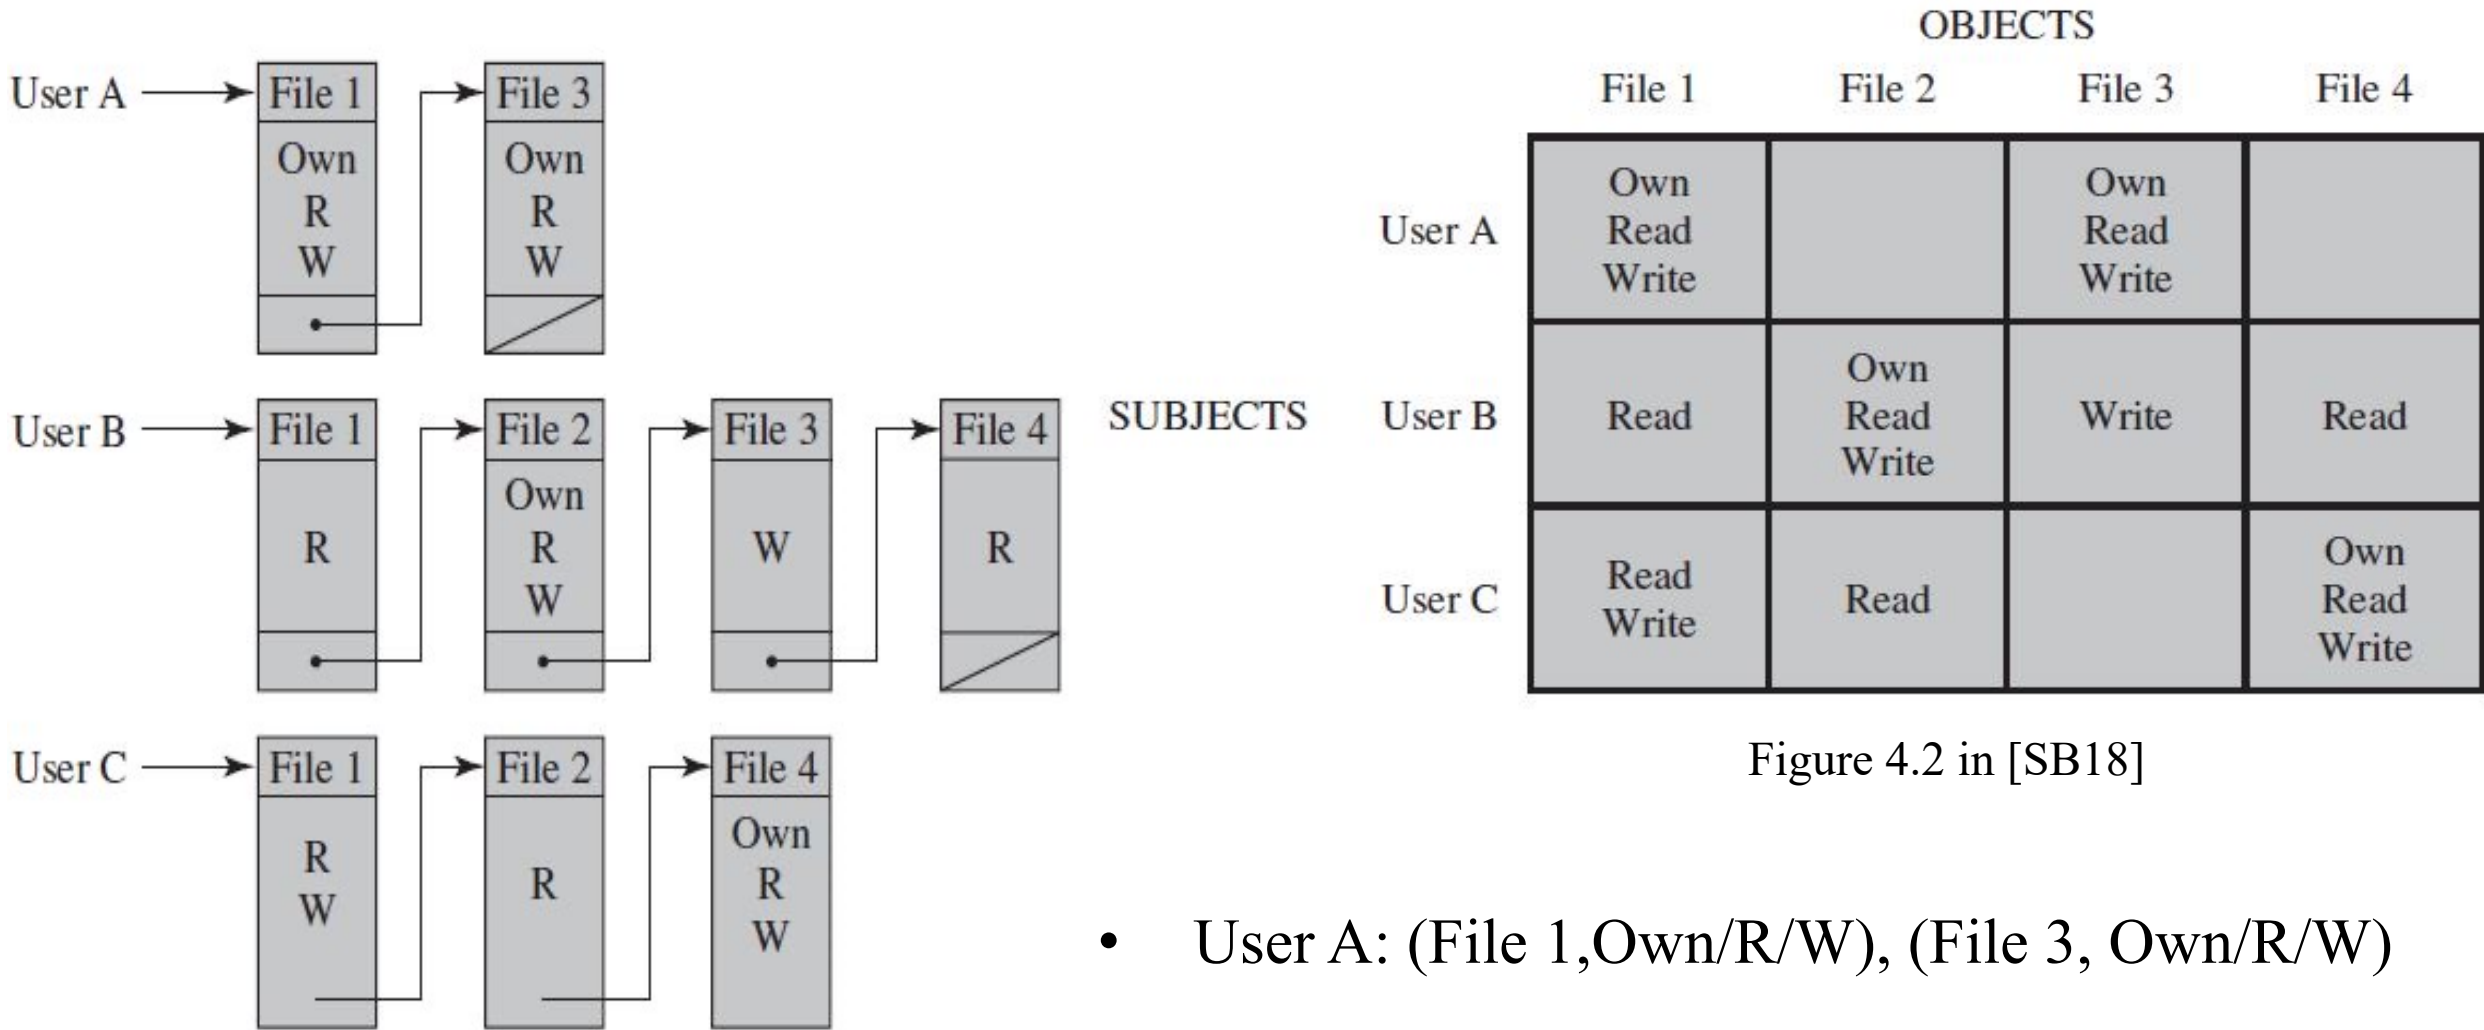 User A
File 1
Own
R
W
File 3
Own
R
W
User B
File 1
R
File 2
Own
R
W
File 3
W
File 4
R
User C
File 1
R
W
File 2
R
File 4
Own
R
W
OBJECTS
File 1 File 2 File 3 File 4
SUBJECTS
User A
Own
Read
Write
Own
Read
Write
User B
Read
Own
Read
Write
Write
Read
User C
Read
Write
Read
Own
Read
Write
Figure 4.2 in [SB18]
• User A: (File 1,Own/R/W), (File 3, Own/R/W)